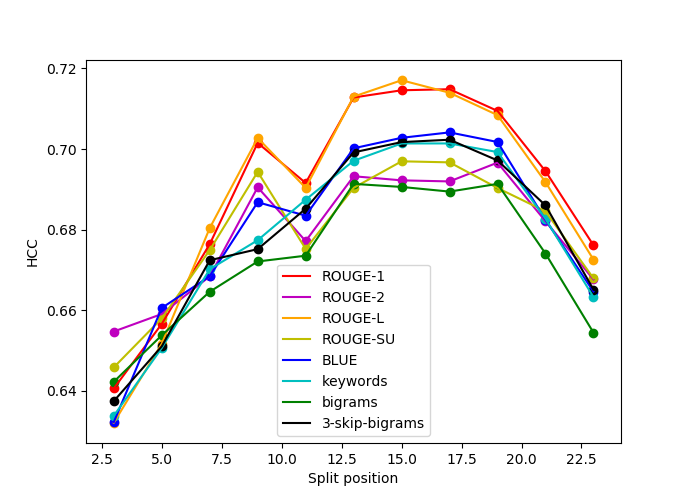 0.72
0.70
0.68
0.66
0.64
HCC
ROUGE-1
ROUGE-2
ROUGE-L
ROUGE-SU
BLUE
keywords
bigrams
3-skip-bigrams
2.5 5.0 7.5 10.0 12.5 15.0 17.5 20.0 22.5
Split position